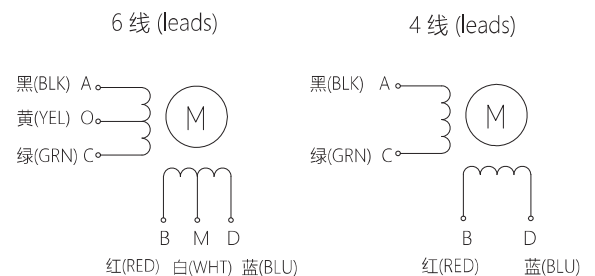 6 线 (leads)
黑(BLK) A
黄(YEL) O
绿(GRN) C
M
B M D
红(RED) 白(WHT) 蓝(BLU)
4 线 (leads)
黑(BLK) A
绿(GRN) C
M
B D
红(RED) 蓝(BLU)